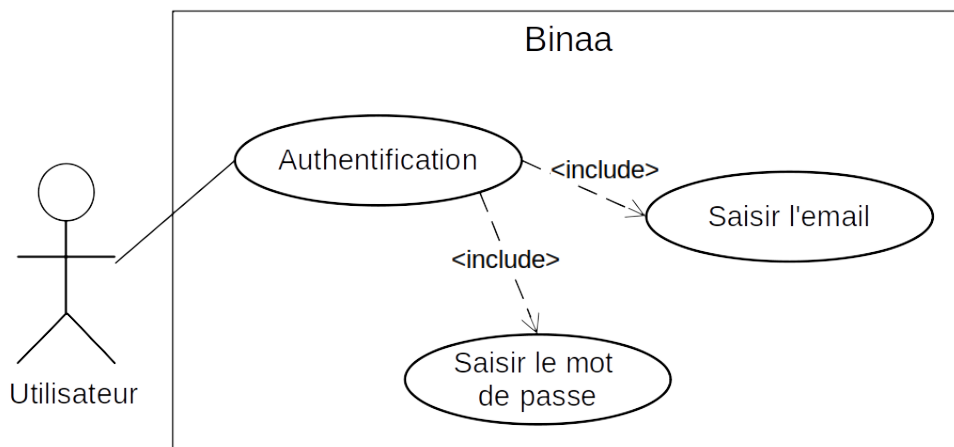 Binaa
Authentification
<include>
Saisir l'email
<include>
Saisir le mot
de passe
Utilisateur